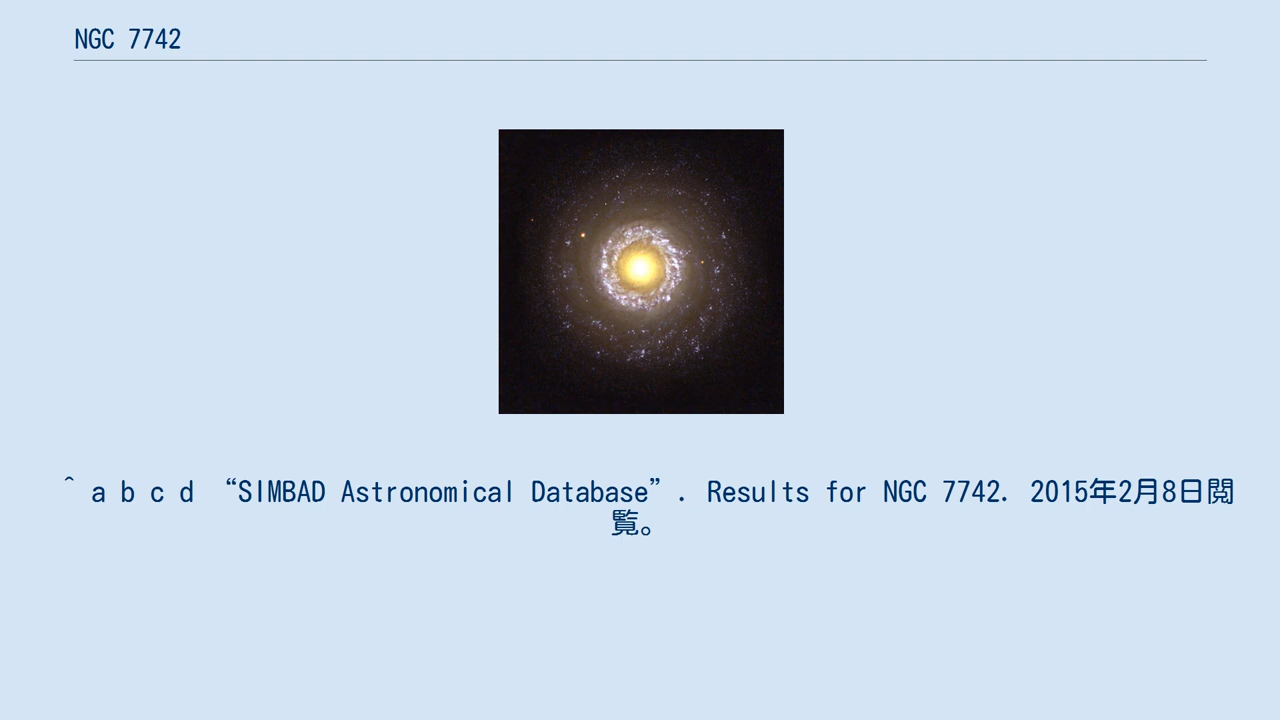 NGC 7742
^ a b c d “SIMBAD Astronomical Database”. Results for NGC 7742. 2015年2月8日閲
覧。